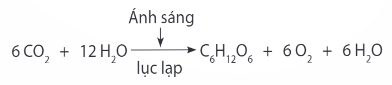 Ánh sáng
6 CO₂ + 12 H₂O → C₆H₁₂O₆ + 6 O₂ + 6 H₂O
lục lạp